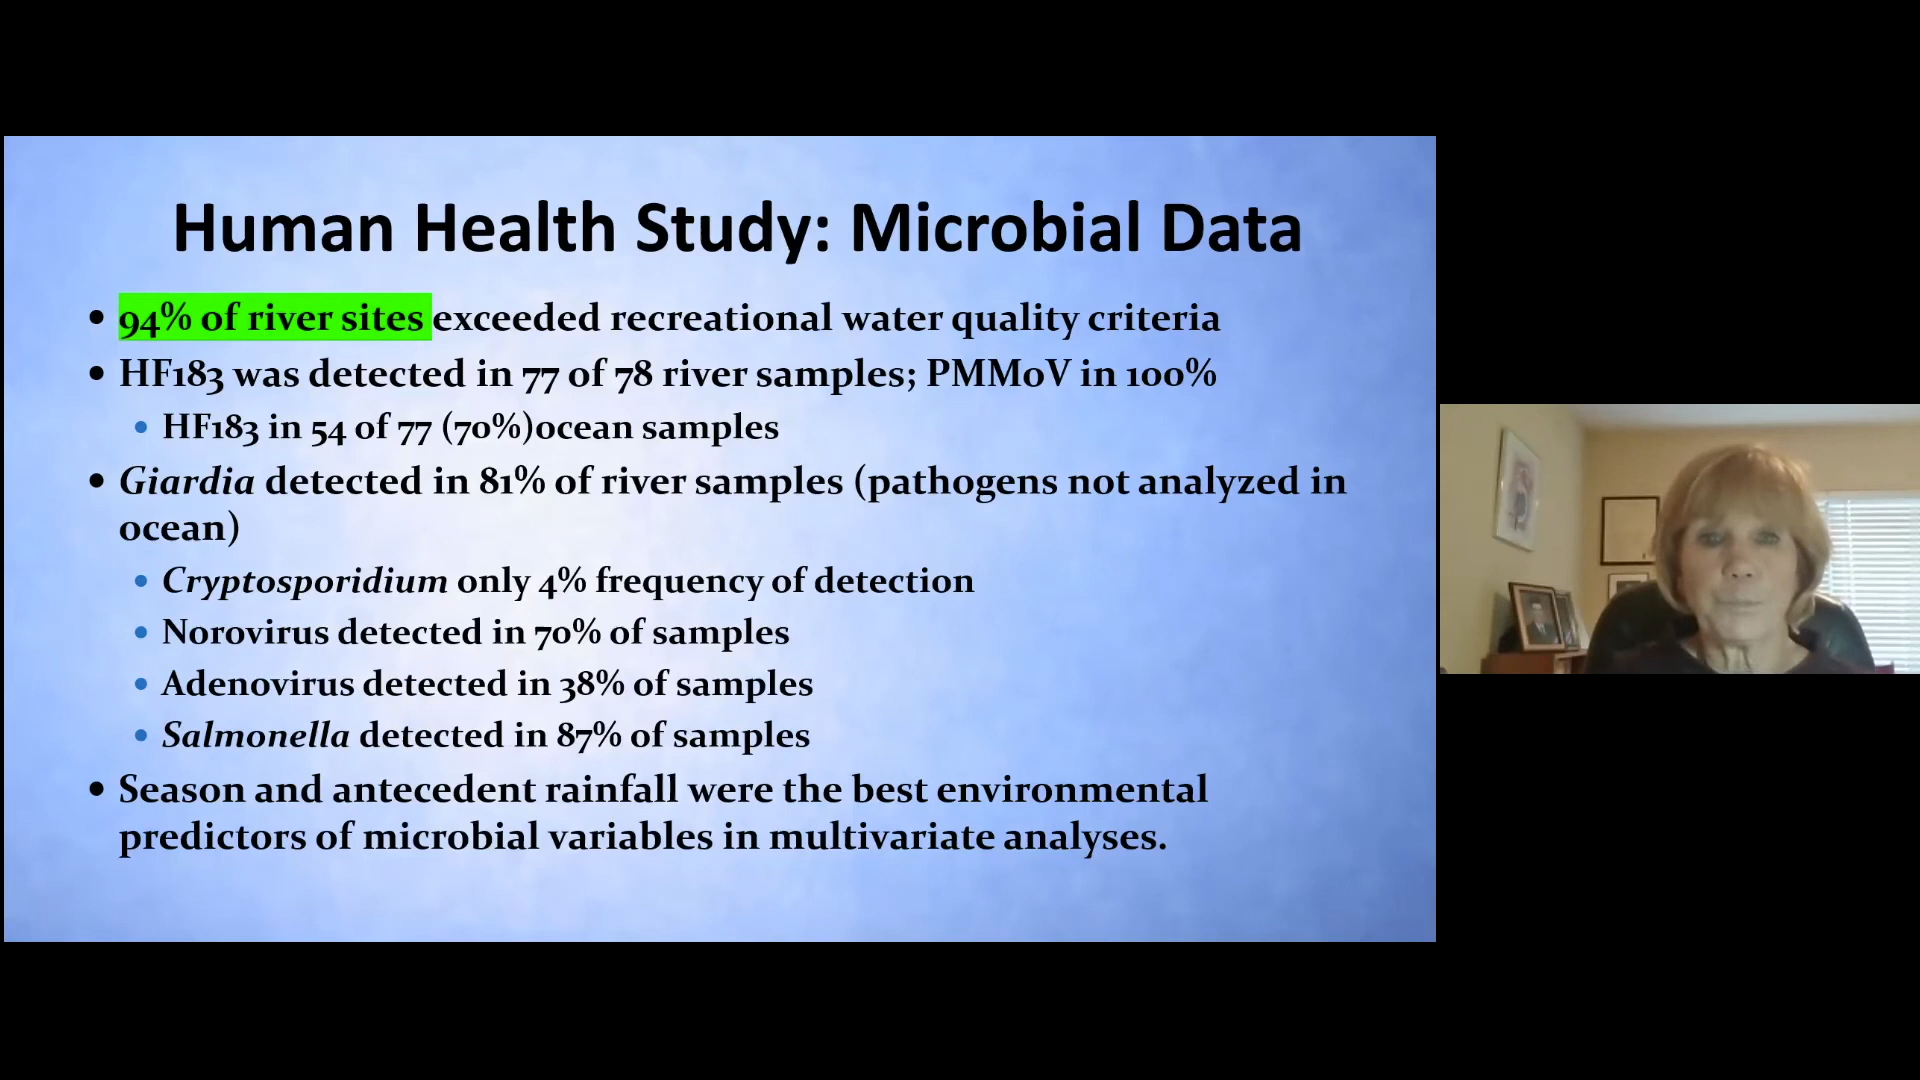 Human Health Study: Microbial Data
• 94% of river sites exceeded recreational water quality criteria
• HF183 was detected in 77 of 78 river samples; PMMoV in 100%
• HF183 in 54 of 77 (70%)ocean samples
• Giardia detected in 81% of river samples (pathogens not analyzed in
ocean)
• Cryptosporidium only 4% frequency of detection
• Norovirus detected in 70% of samples
• Adenovirus detected in 38% of samples
• Salmonella detected in 87% of samples
• Season and antecedent rainfall were the best environmental
predictors of microbial variables in multivariate analyses.